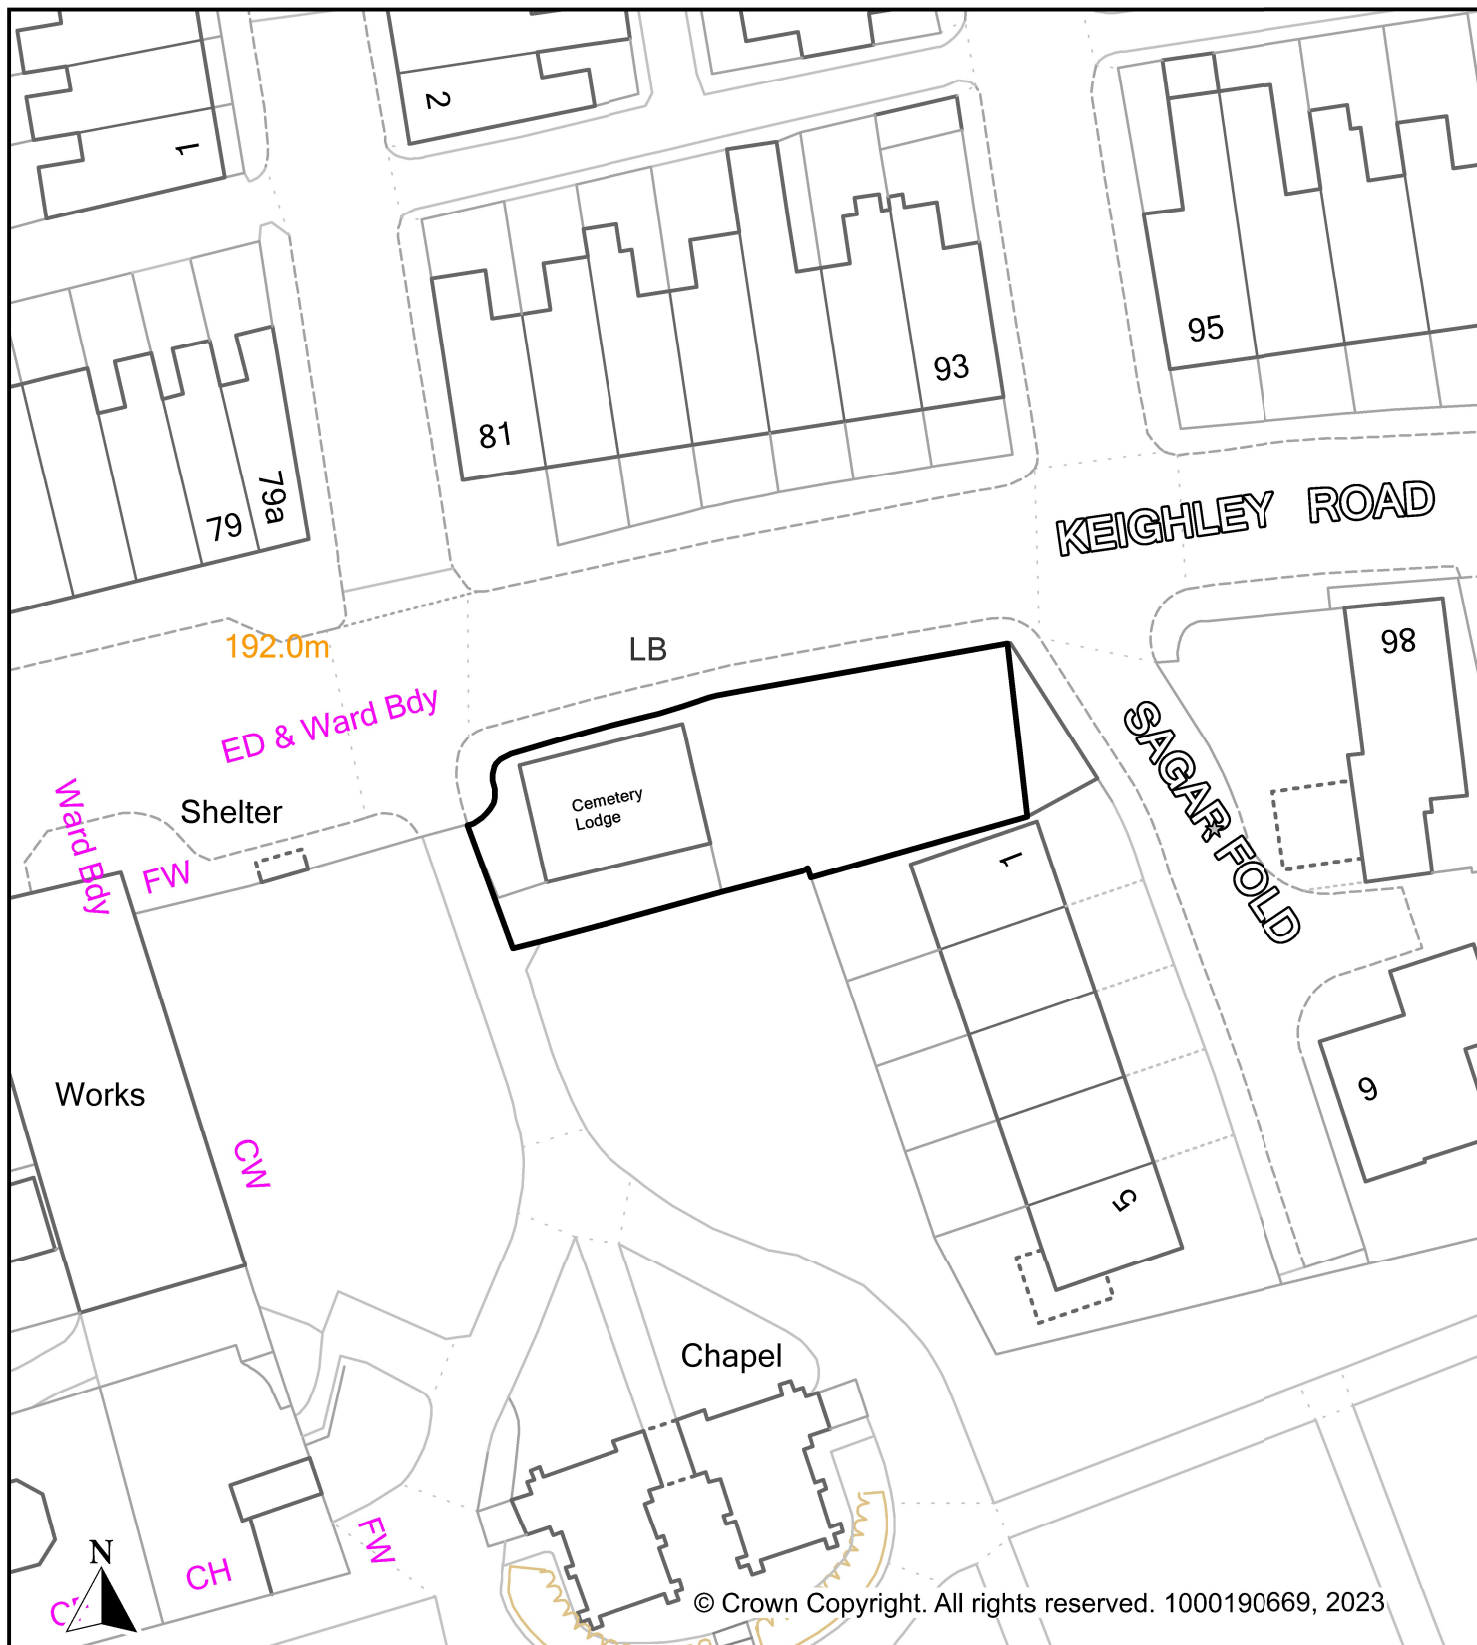 2
1
95
93
81
79a
79
KEIGHLEY ROAD
192.0m
LB
98
ED & Ward Bdy
SAGAR FOLD
Ward Bdy
Shelter
Cemetery
Lodge
FW
1
Works
9
CW
5
Chapel
FW
N
CH
© Crown Copyright. All rights reserved. 1000190669, 2023